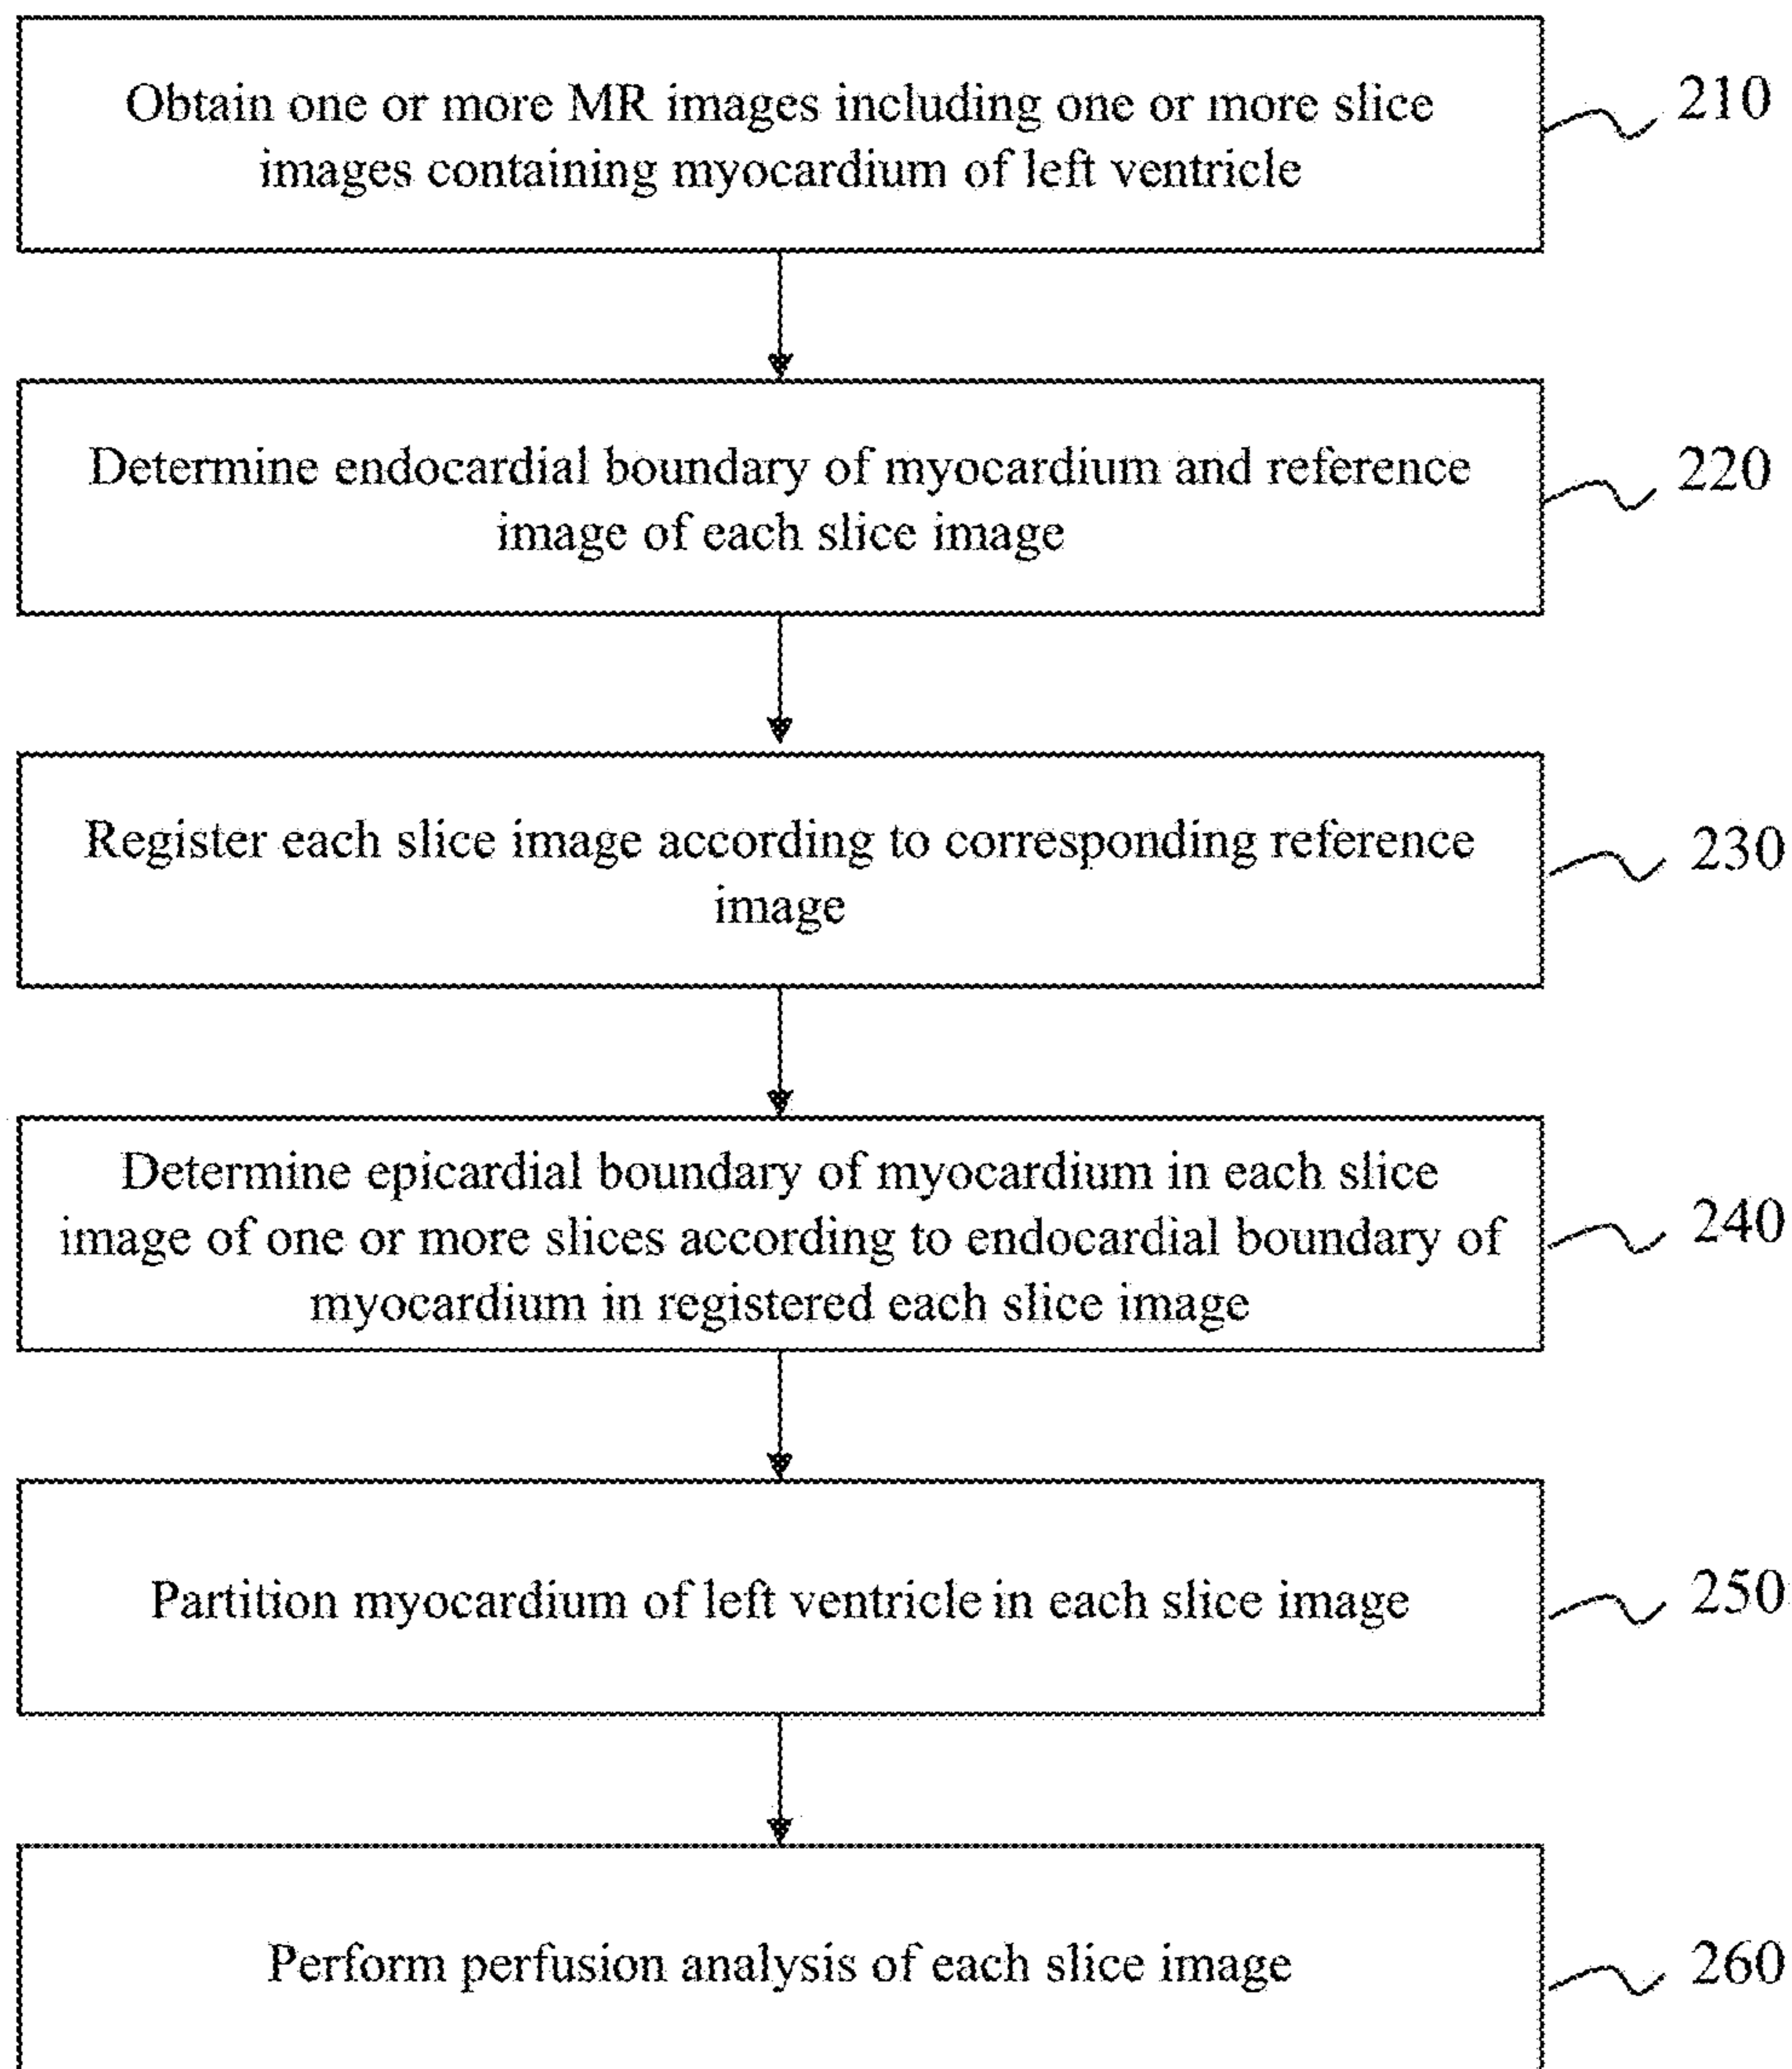 Obtain one or more MR images including one or more slice
images containing myocardium of left ventricle
210
Determine endocardial boundary of myocardium and reference
image of each slice image
220
Register each slice image according to corresponding reference
image
230
Determine epicardial boundary of myocardium in each slice
image of one or more slices according to endocardial boundary of
myocardium in registered each slice image
240
Partition myocardium of left ventricle in each slice image
250
Perform perfusion analysis of each slice image
260